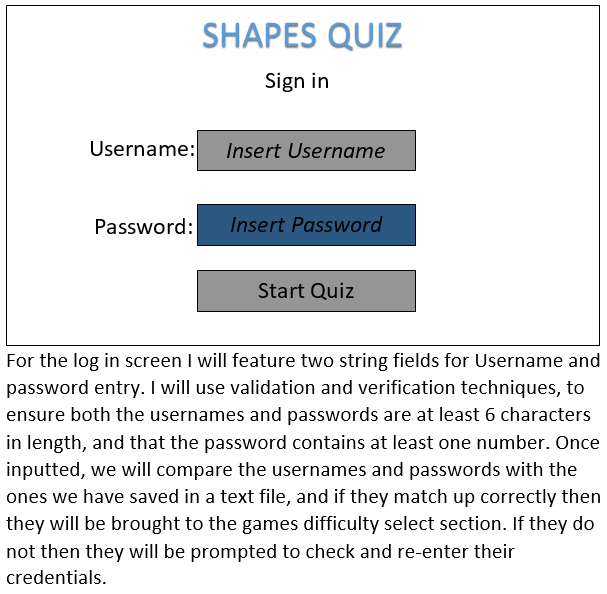 SHAPES QUIZ
Sign in
Username: Insert Username
Password: Insert Password
Start Quiz
For the log in screen I will feature two string fields for Username and
password entry. I will use validation and verification techniques, to
ensure both the usernames and passwords are at least 6 characters
in length, and that the password contains at least one number. Once
inputted, we will compare the usernames and passwords with the
ones we have saved in a text file, and if they match up correctly then
they will be brought to the games difficulty select section. If they do
not then they will be prompted to check and re-enter their
credentials.